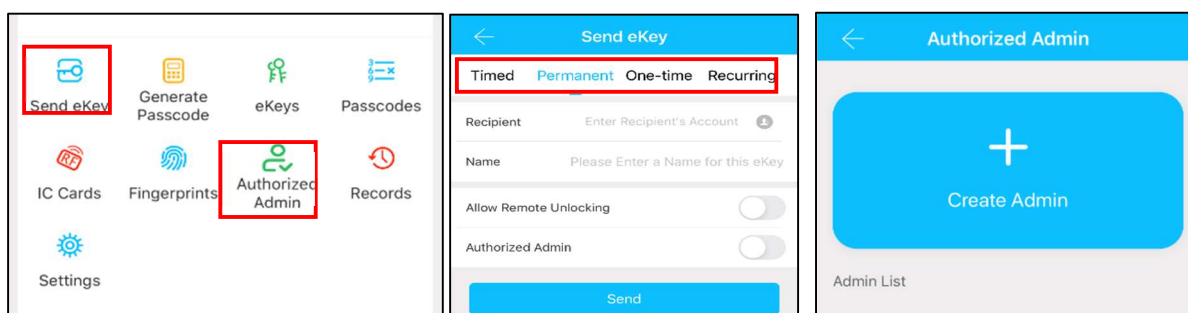 Send eKey
Generate
Passcode
eKeys
Passcodes
IC Cards
Fingerprints
Authorized
Admin
Records
Settings
Send eKey
Timed Permanent One-time Recurring
Recipient Enter Recipient's Account
Name Please Enter a Name for this eKey
Allow Remote Unlocking
Authorized Admin
Send
Authorized Admin
Create Admin
Admin List